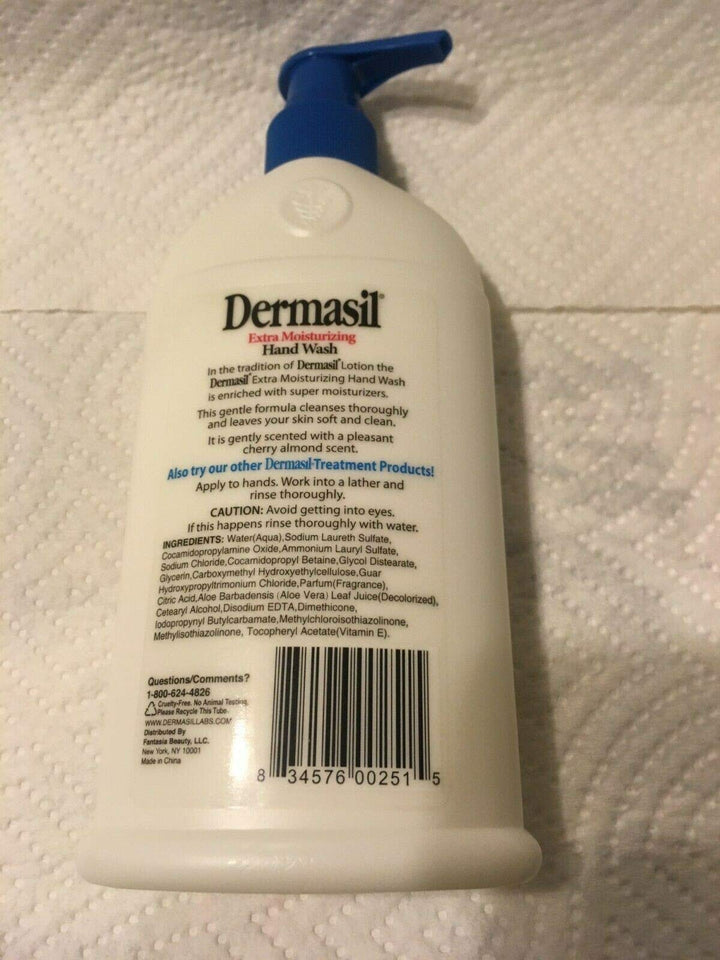 Dermasil®
Extra Moisturizing
Hand Wash
In the tradition of Dermasil® Lotion the
Dermasil® Extra Moisturizing Hand Wash
is enriched with super moisturizers.
This gentle formula cleanses thoroughly
and leaves your skin soft and clean.
It is gently scented with a pleasant
cherry almond scent.
Also try our other Dermasil® Treatment Products!
Apply to hands. Work into a lather and
rinse thoroughly.
CAUTION: Avoid getting into eyes.
If this happens rinse thoroughly with water.
INGREDIENTS: Water(Aqua),Sodium Laureth Sulfate,
Cocamidopropylamine Oxide,Ammonium Lauryl Sulfate,
Sodium Chloride,Cocamidopropyl Betaine,Glycol Distearate,
Glycerin,Carboxymethyl Hydroxyethylcellulose,Guar
Hydroxypropyltrimonium Chloride,Parfum(Fragrance),
Citric Acid,Aloe Barbadensis (Aloe Vera) Leaf Juice(Decolorized),
Cetearyl Alcohol,Disodium EDTA,Dimethicone,
Iodopropynyl Butylcarbamate,Methylchloroisothiazolinone,
Methylisothiazolinone, Tocopheryl Acetate(Vitamin E).
Questions/Comments?
1-800-624-4826
Cruelty-Free. No Animal Testing.
Please Recycle This Tube.
WWW.DERMASILLABS.COM
Distributed By
Fantasia Beauty, LLC.
New York, NY 10001
Made in China
8 34576 00251 5